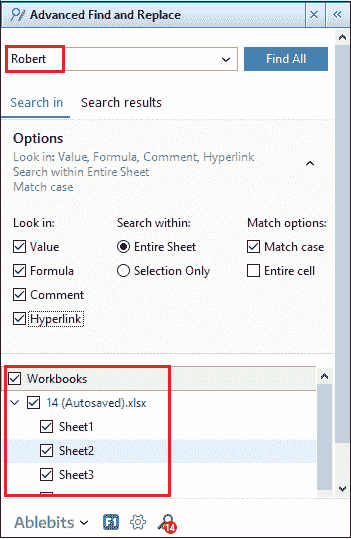 Advanced Find and Replace
Robert
Find All
Search in Search results
Options
Look in: Value, Formula, Comment, Hyperlink
Search within Entire Sheet
Match case
Look in: Search within: Match options:
Value Entire Sheet Match case
Formula Selection Only Entire cell
Comment
Hyperlink
Workbooks
14 (Autosaved).xlsx
Sheet1
Sheet2
Sheet3
Ablebits F1 14